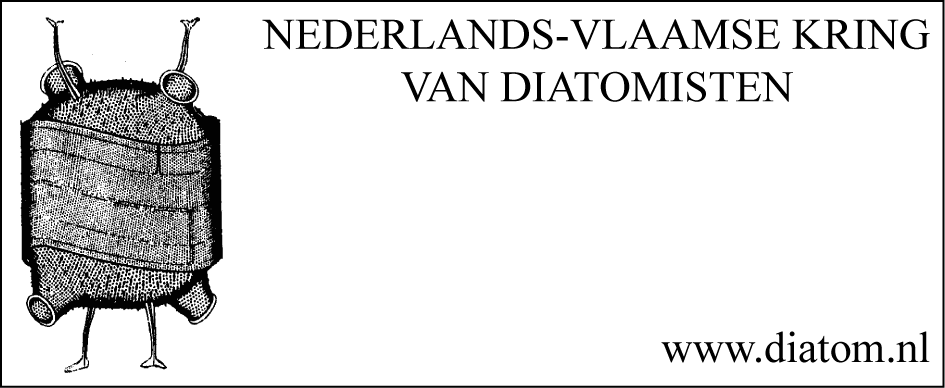 NEDERLANDS-VLAAMSE KRING
VAN DIATOMISTEN
www.diatom.nl